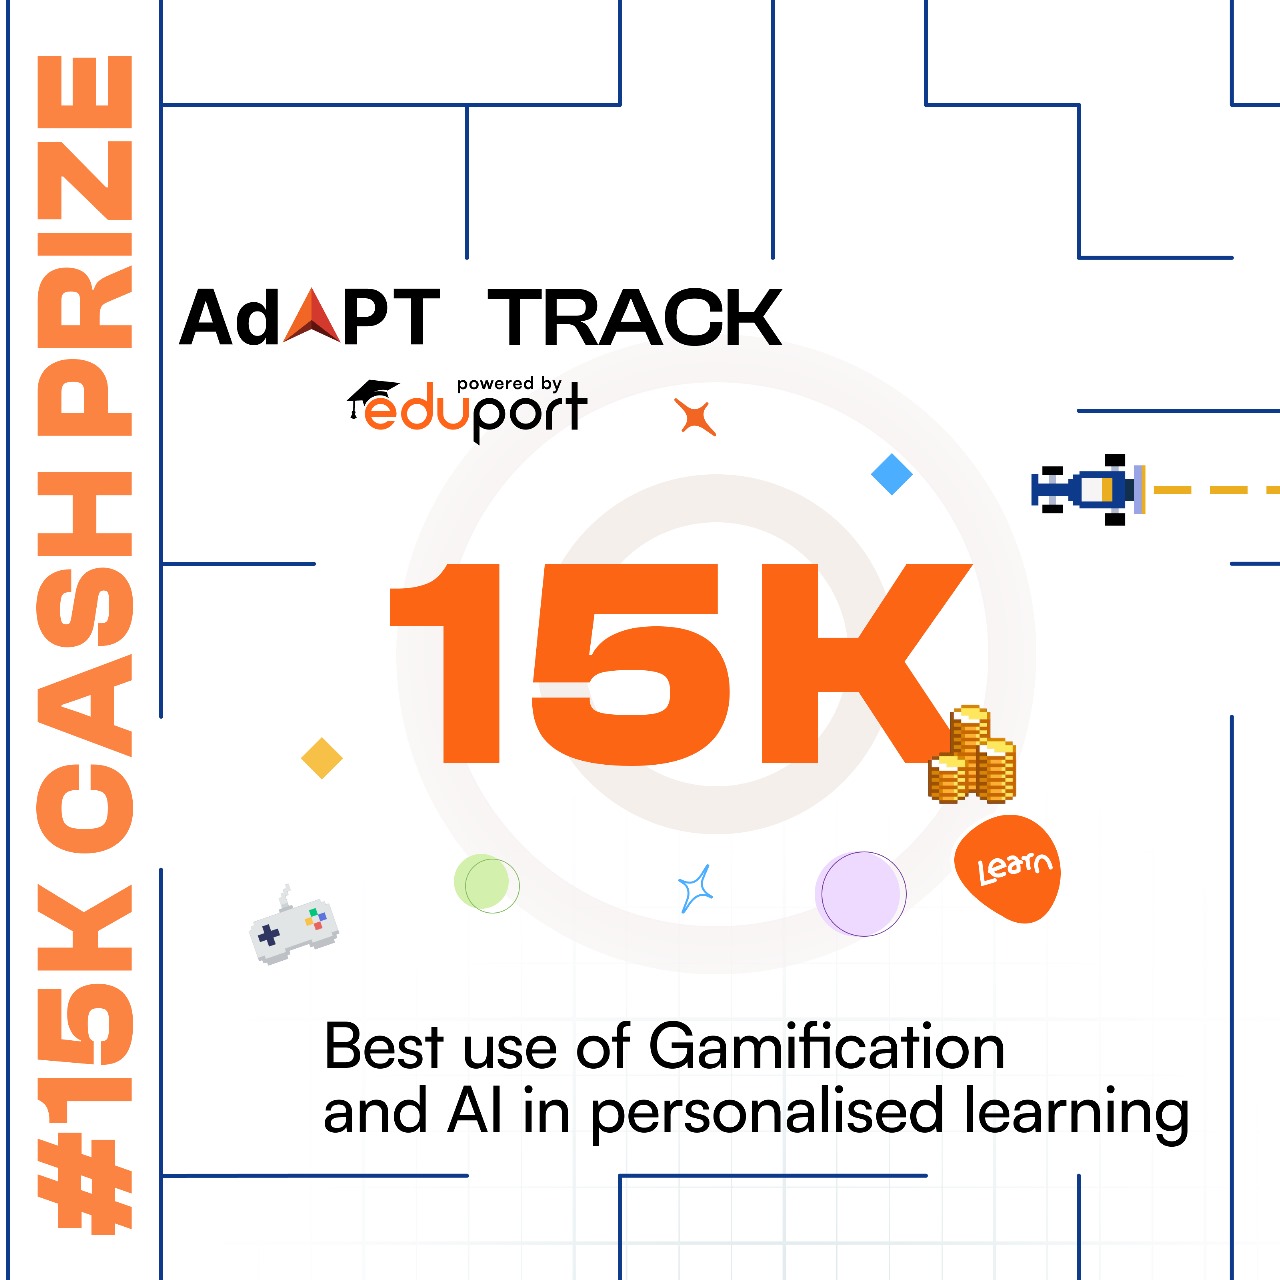 #15K CASH PRIZE
AdAPT TRACK
powered by
eduport
15K
Learn
Best use of Gamification
and AI in personalised learning